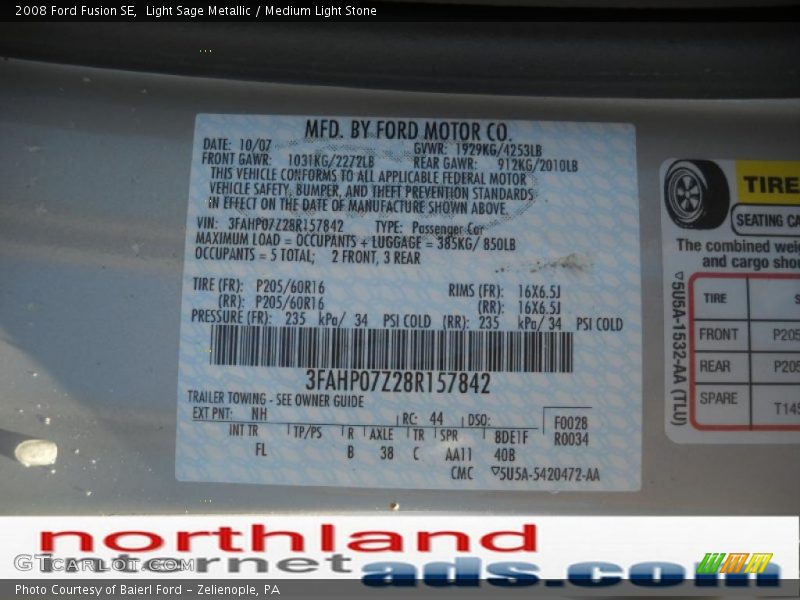 2008 Ford Fusion SE, Light Sage Metallic / Medium Light Stone
MFD. BY FORD MOTOR CO.
DATE: 10/07 GVWR: 1929KG/4253LB
FRONT GAWR: 1031KG/2272LB REAR GAWR: 912KG/2010LB
THIS VEHICLE CONFORMS TO ALL APPLICABLE FEDERAL MOTOR
VEHICLE SAFETY, BUMPER, AND THEFT PREVENTION STANDARDS
IN EFFECT ON THE DATE OF MANUFACTURE SHOWN ABOVE.
VIN: 3FAHP07Z28R157842 TYPE: Passenger Car
MAXIMUM LOAD = OCCUPANTS + LUGGAGE = 385KG/ 850LB
OCCUPANTS = 5 TOTAL; 2 FRONT, 3 REAR
TIRE (FR): P205/60R16 RIMS (FR): 16X6.5J
(RR): P205/60R16 (RR): 16X6.5J
PRESSURE (FR): 235 kPa/ 34 PSI COLD (RR): 235 kPa/ 34 PSI COLD
3FAHP07Z28R157842
TRAILER TOWING - SEE OWNER GUIDE
EXT PNT: NH RC: 44 DSO: F0028
INT TR TP/PS R AXLE TR SPR 8DE1F R0034
FL B 38 C AA11 40B
CMC ▽5U5A-5420472-AA
TIRE
SEATING CA
The combined wei
and cargo shou
▽5U5A-1532-AA (TLU)
TIRE S
FRONT P205
REAR P205
SPARE T145
northland
internet
ads.com
GTCARLOT.COM
Photo Courtesy of Baierl Ford – Zelienople, PA